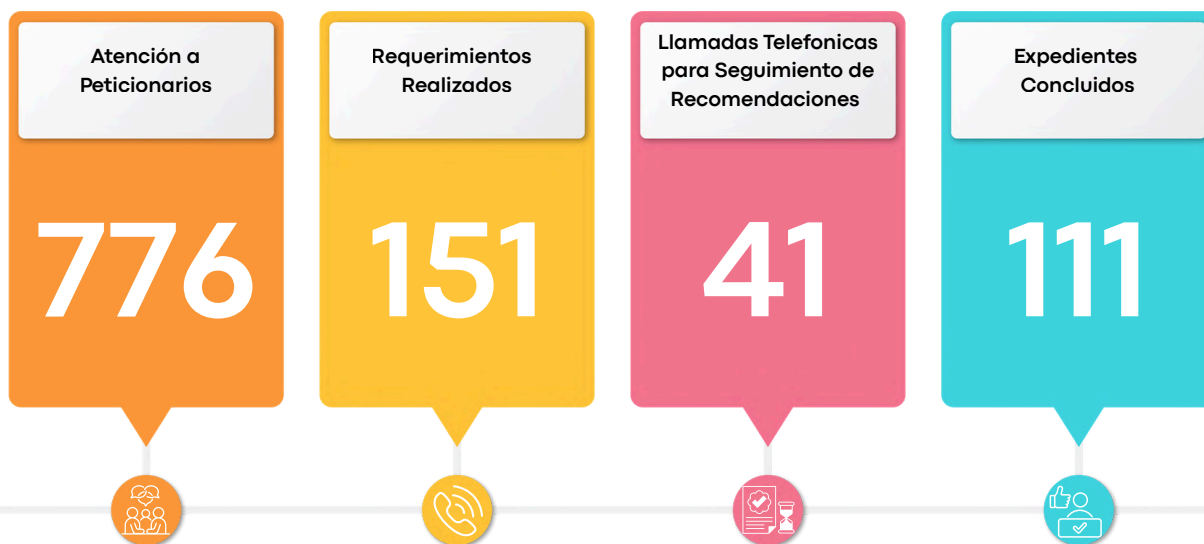 Atención a
Peticionarios
776
Requerimientos
Realizados
151
Llamadas Telefonicas
para Seguimiento de
Recomendaciones
41
Expedientes
Concluidos
111